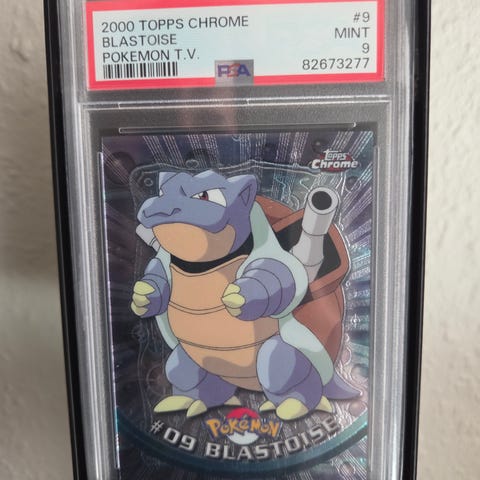 2000 TOPPS CHROME #9
BLASTOISE MINT
POKEMON T.V. 9
PSA 82673277
TOPPS
Chrome
POKéMON
#09 BLASTOISE